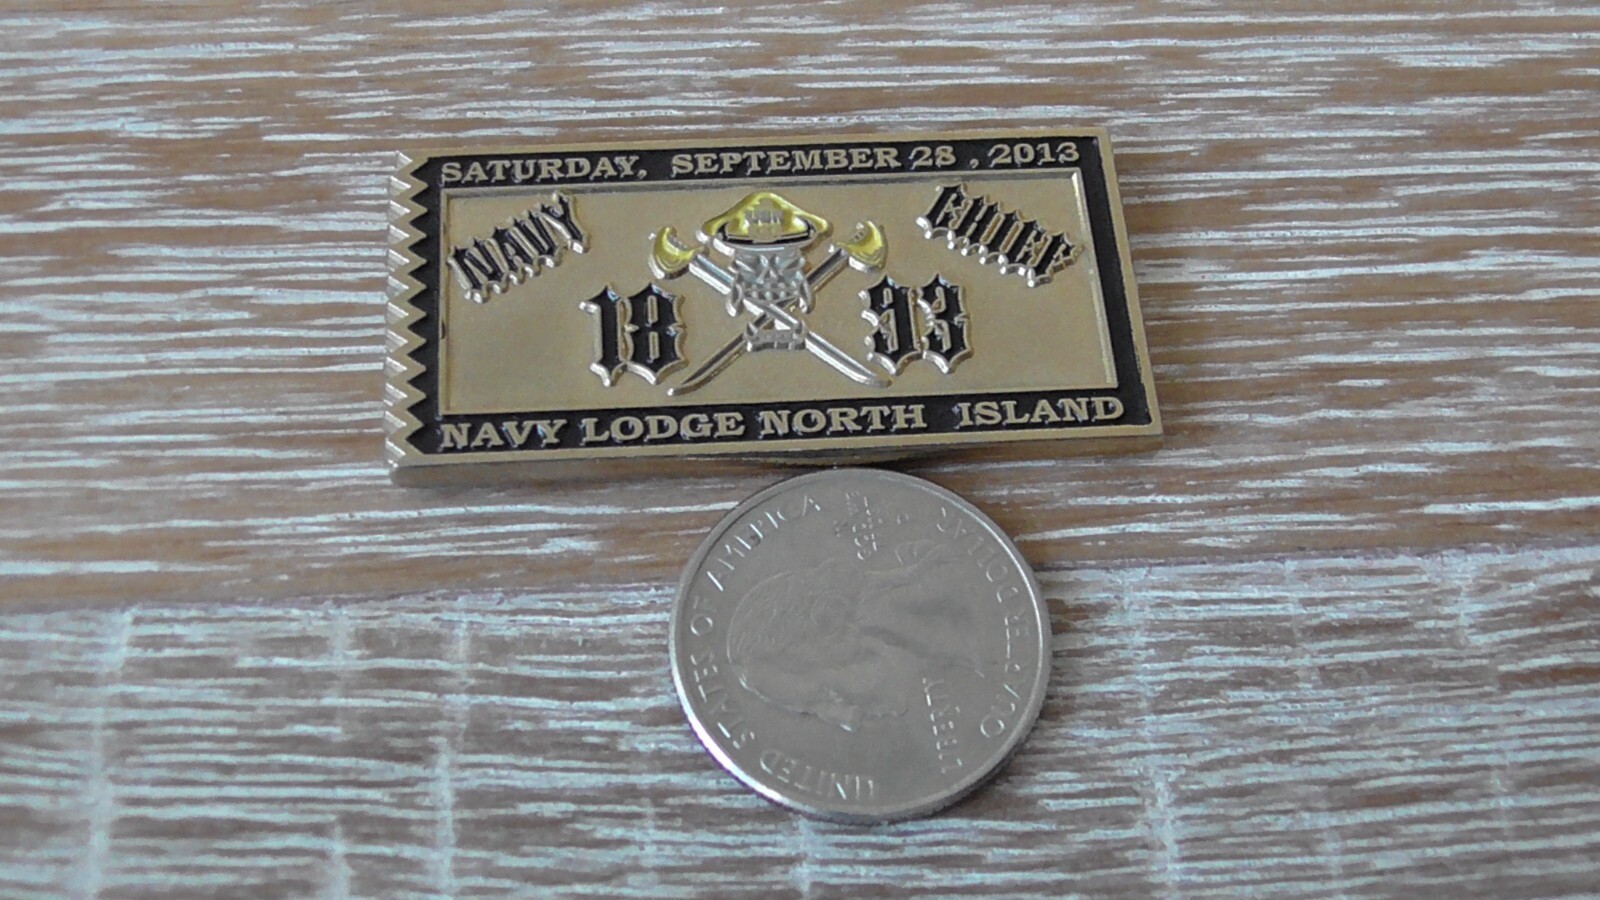 SATURDAY, SEPTEMBER 28, 2013
NAVY CHIEF
18 93
NAVY LODGE NORTH ISLAND
UNITED STATES OF AMERICA
LIBERTY
QUARTER DOLLAR